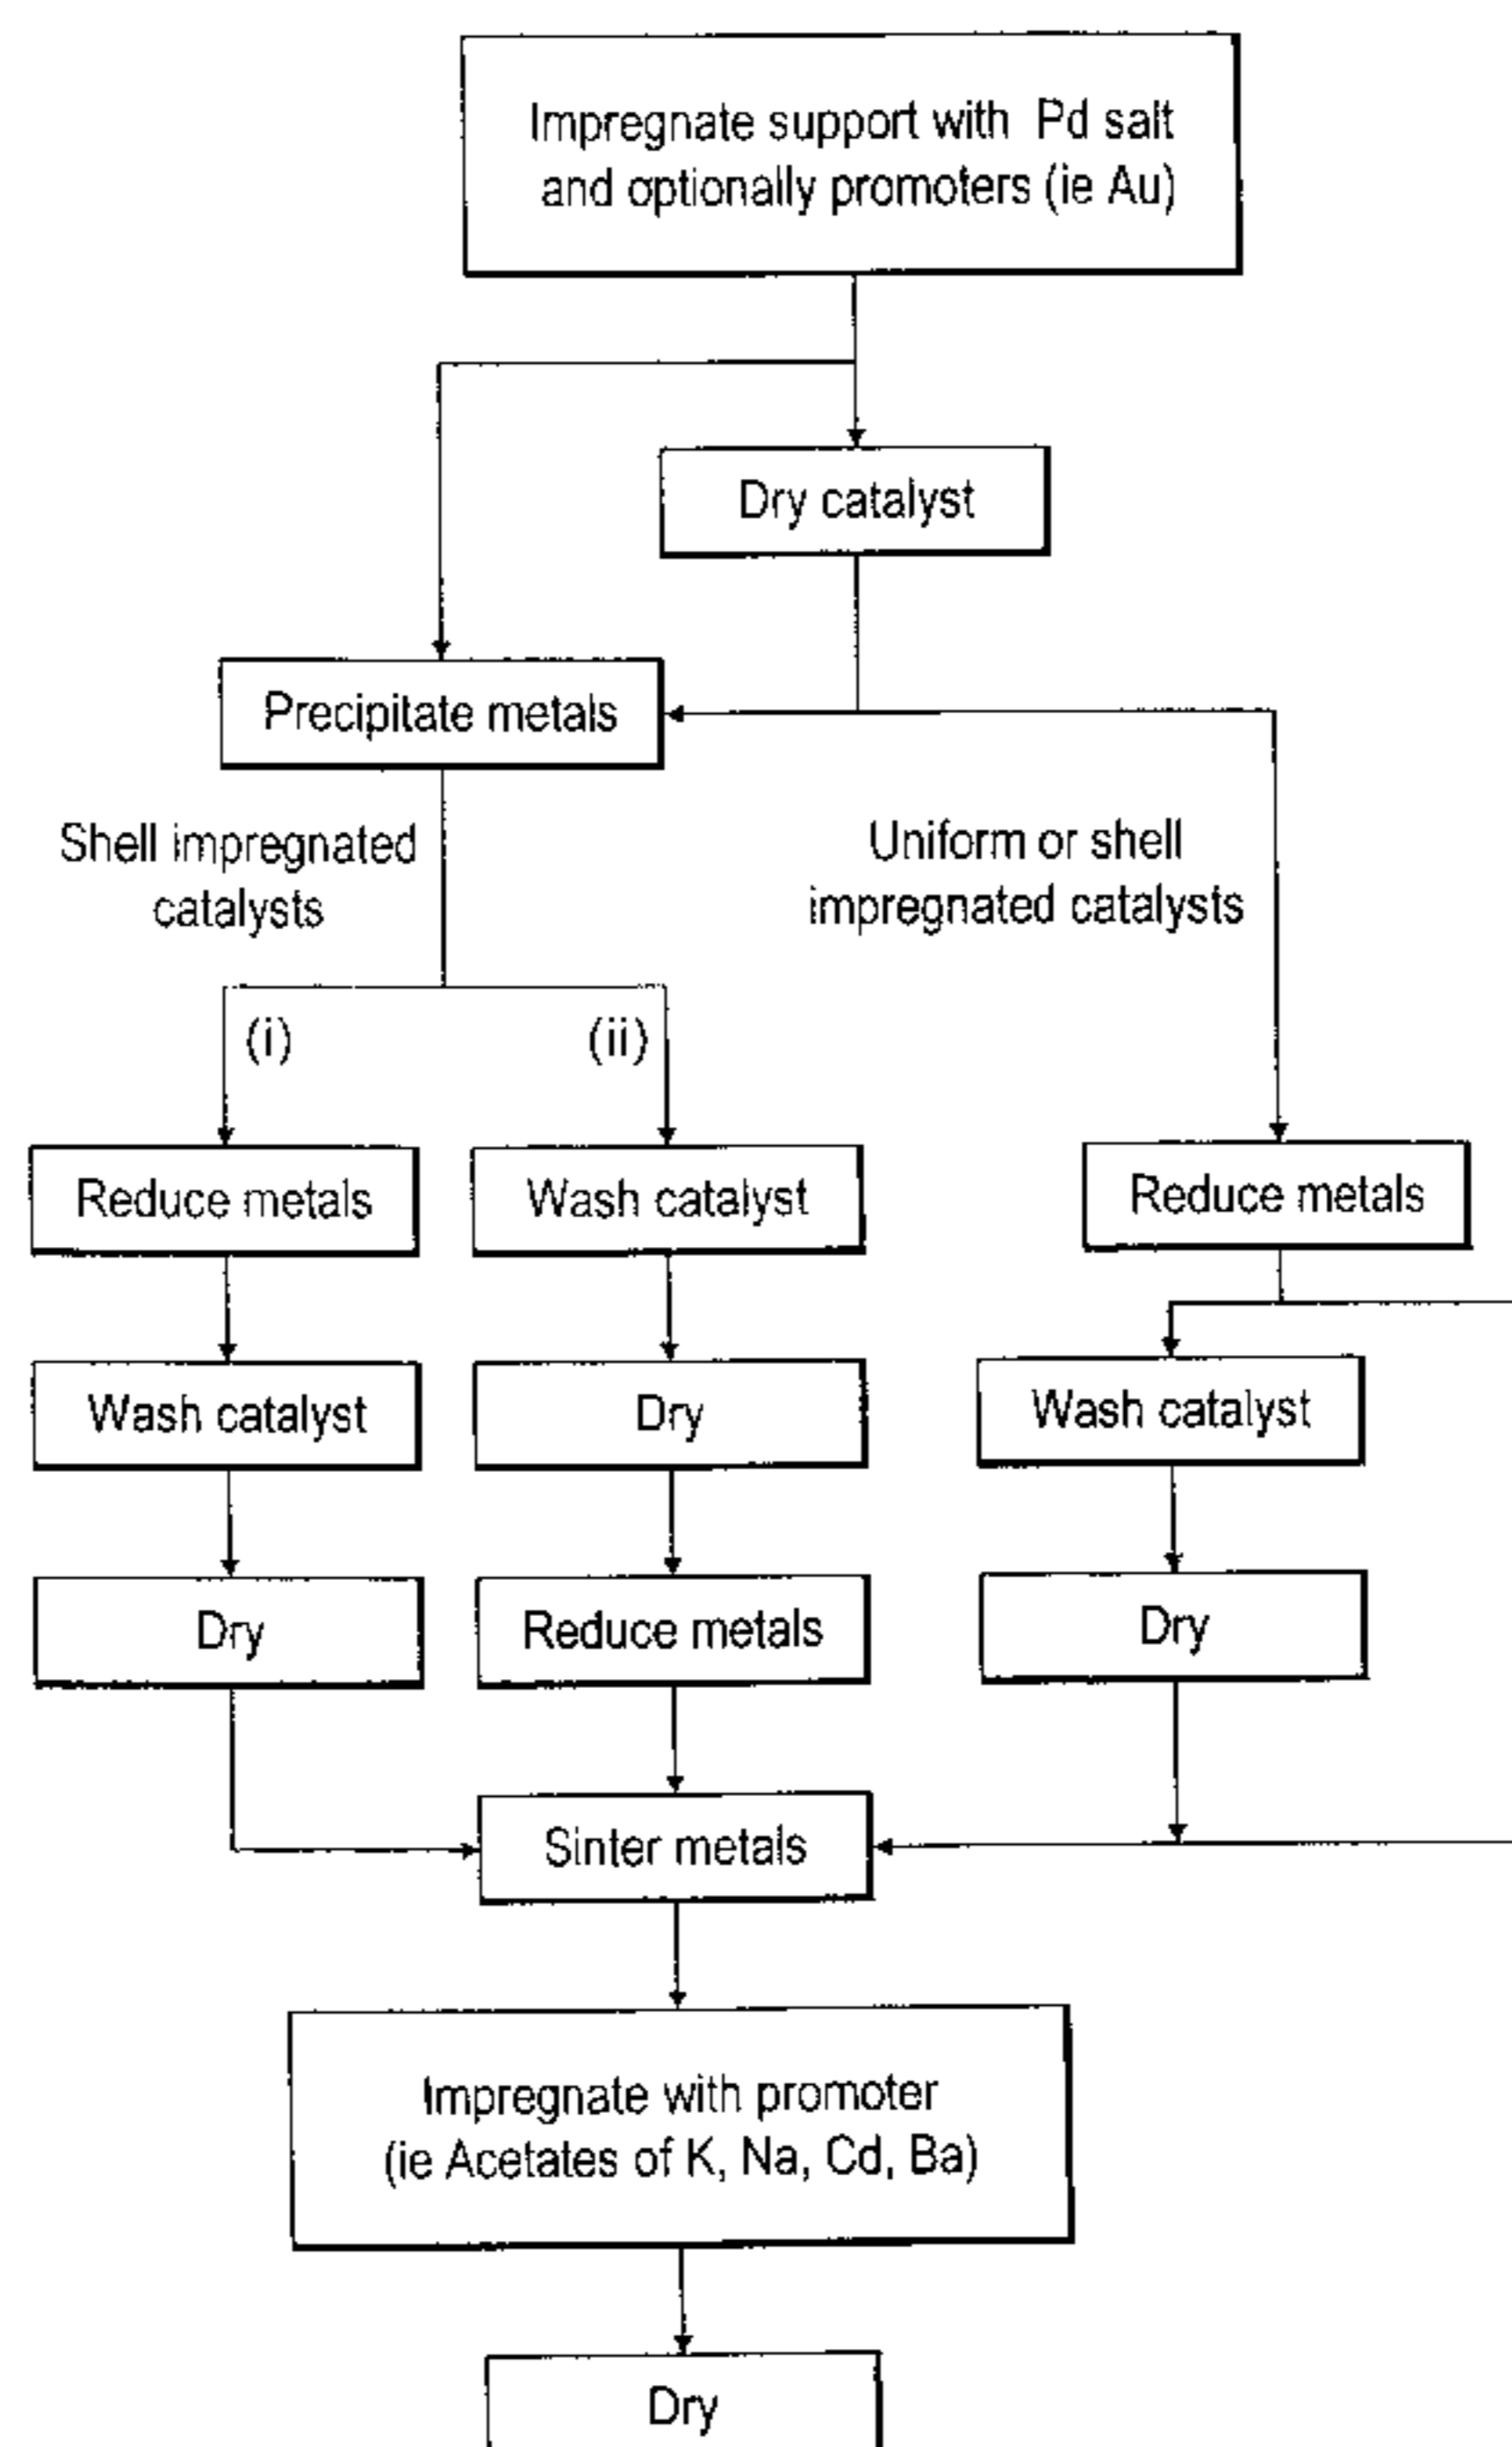 Impregnate support with Pd salt
and optionally promoters (ie Au)
Dry catalyst
Precipitate metals
Shell impregnated
catalysts
Uniform or shell
impregnated catalysts
(i)
(ii)
Reduce metals
Wash catalyst
Reduce metals
Wash catalyst
Dry
Wash catalyst
Dry
Reduce metals
Dry
Sinter metals
Impregnate with promoter
(ie Acetates of K, Na, Cd, Ba)
Dry